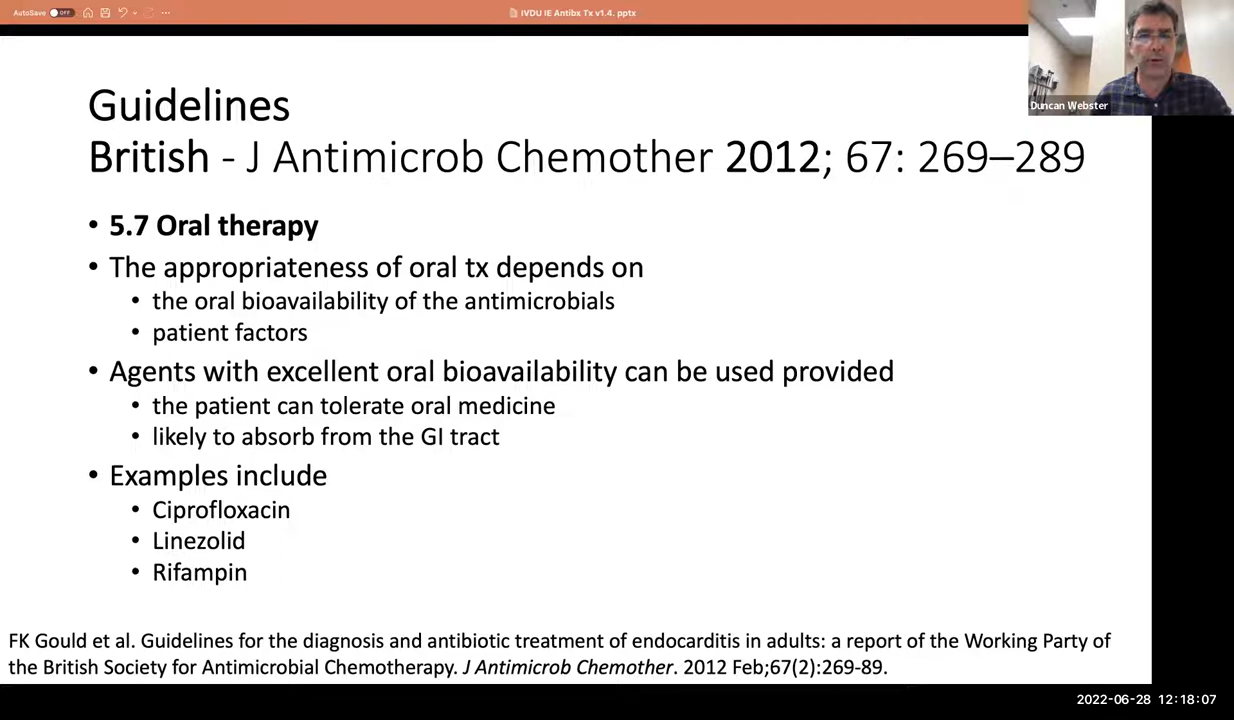 AutoSave OFF
IVDU IE Antibx Tx v1.4. pptx
Duncan Webster
Guidelines
British - J Antimicrob Chemother 2012; 67: 269–289
• 5.7 Oral therapy
• The appropriateness of oral tx depends on
• the oral bioavailability of the antimicrobials
• patient factors
• Agents with excellent oral bioavailability can be used provided
• the patient can tolerate oral medicine
• likely to absorb from the GI tract
• Examples include
• Ciprofloxacin
• Linezolid
• Rifampin
FK Gould et al. Guidelines for the diagnosis and antibiotic treatment of endocarditis in adults: a report of the Working Party of
the British Society for Antimicrobial Chemotherapy. J Antimicrob Chemother. 2012 Feb;67(2):269-89.
2022-06-28 12:18:07